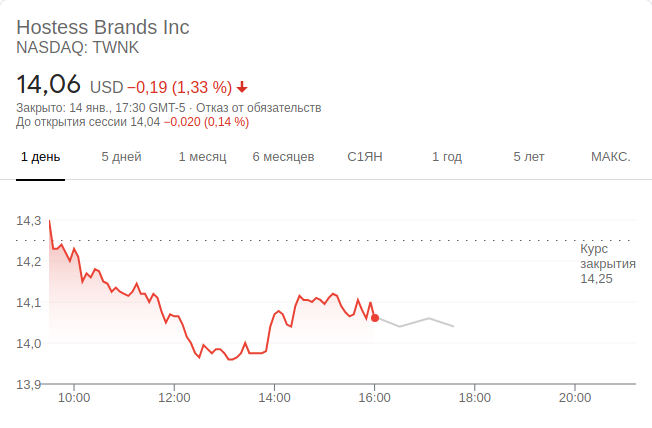 Hostess Brands Inc
NASDAQ: TWNK
14,06 USD −0,19 (1,33 %)
Закрыто: 14 янв., 17:30 GMT-5 · Отказ от обязательств
До открытия сессии 14,04 −0,020 (0,14 %)
1 день 5 дней 1 месяц 6 месяцев С1ЯН 1 год 5 лет МАКС.
14,3
Курс
закрытия
14,25
14,2
14,1
14,0
13,9
10:00 12:00 14:00 16:00 18:00 20:00